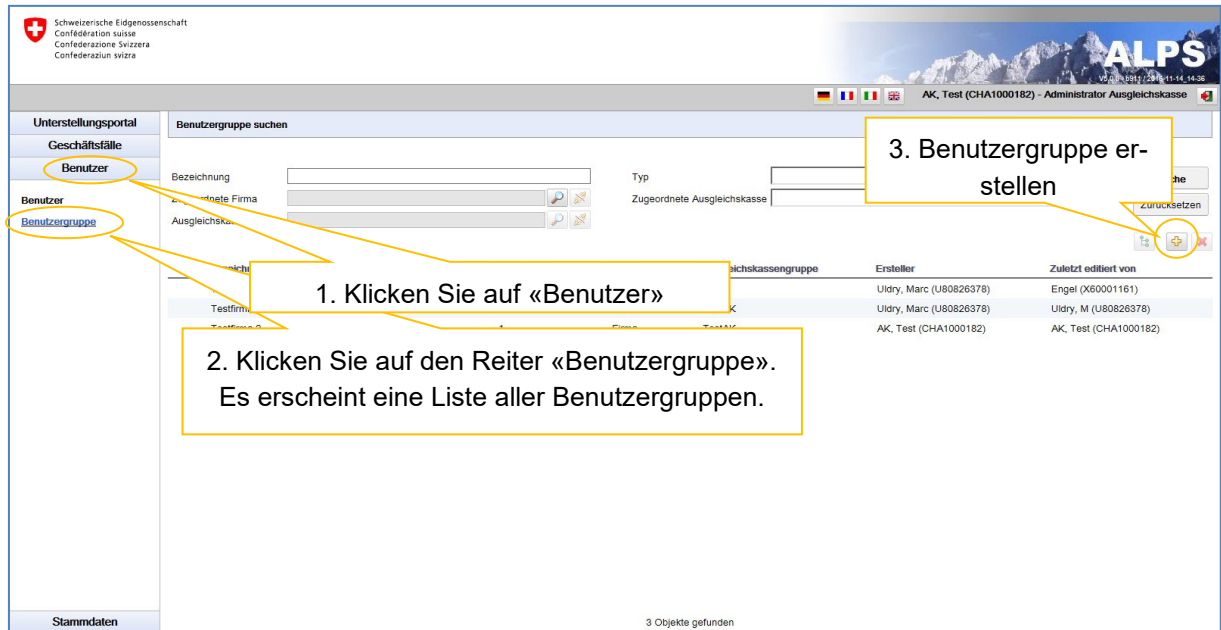 Schweizerische Eidgenossenschaft
Confédération suisse
Confederazione Svizzera
Confederaziun svizra
ALPS
AK, Test (CHA1000182) - Administrator Ausgleichskasse
Unterstellungsportal
Geschäftsfälle
Benutzer
Benutzer
Benutzergruppe
Benutzergruppe suchen
3. Benutzergruppe er-
stellen
Bezeichnung
Typ
Firma
Zugeordnete Ausgleichskasse
Zurücksetzen
Ersteller
Zuletzt editiert von
1. Klicken Sie auf «Benutzer»
Uldry, Marc (U80826378)
Engel (X60001161)
Uldry, Marc (U80826378)
Uldry, M (U80826378)
AK, Test (CHA1000182)
AK, Test (CHA1000182)
2. Klicken Sie auf den Reiter «Benutzergruppe».
Es erscheint eine Liste aller Benutzergruppen.
Stammdaten
3 Objekte gefunden